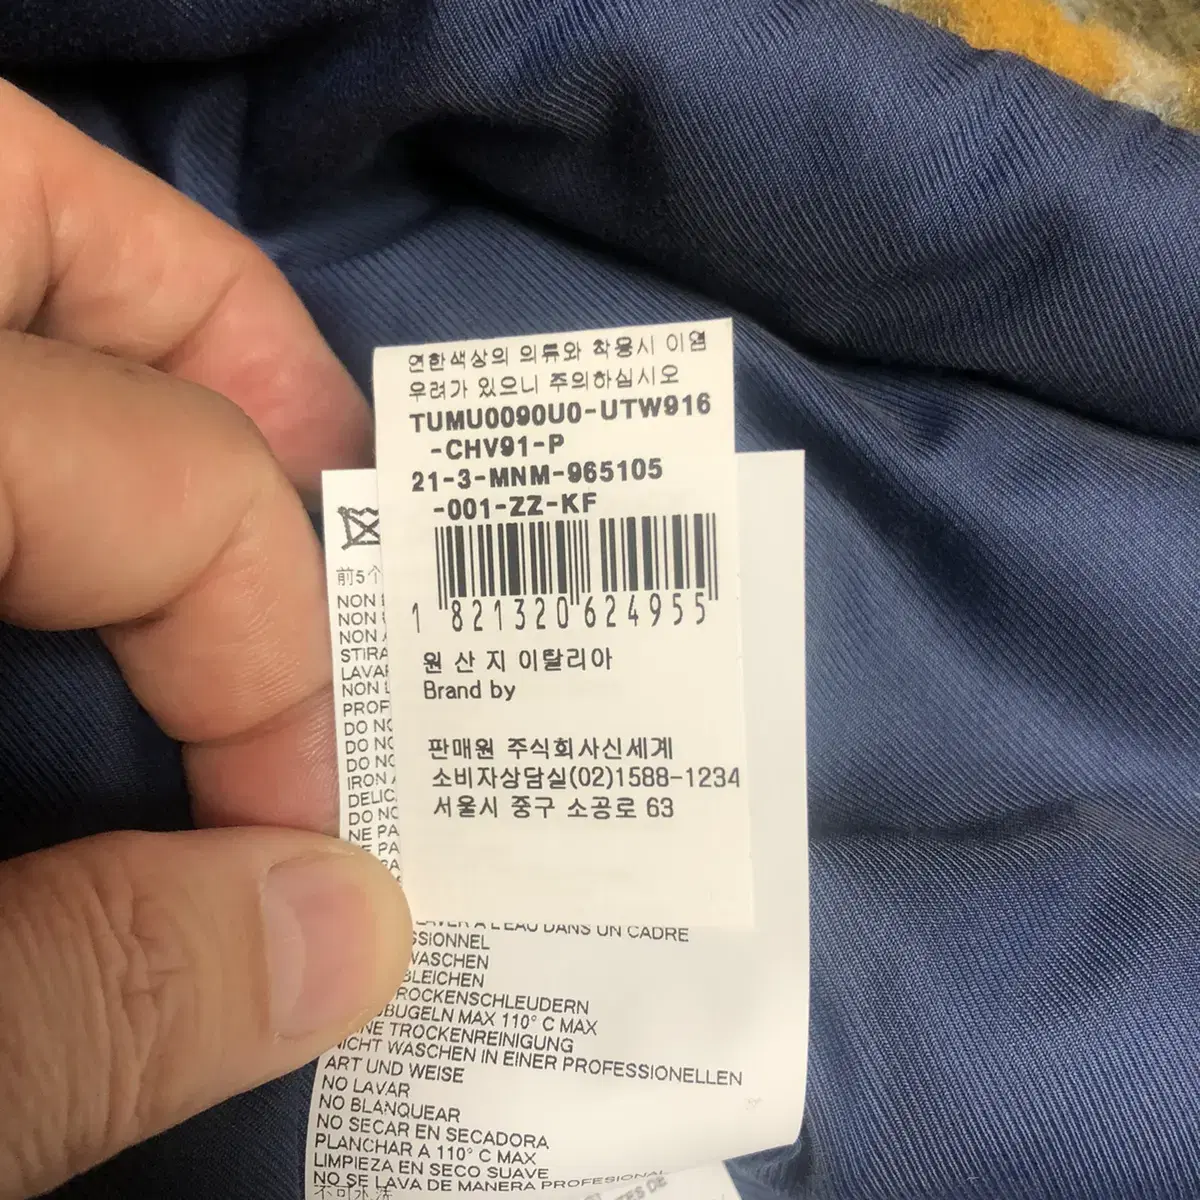 연한색상의 의류와 착용시 이염
우려가 있으니 주의하십시오
TUMU0090U0-UTW916
-CHV91-P
21-3-MNM-965105
-001-ZZ-KF
1 821320 624955
원 산 지 이탈리아
Brand by
판매원 주식회사신세계
소비자상담실(02)1588-1234
서울시 중구 소공로 63
前5个
NON
NON
NON
STIRA
LAVA
NON
PROF
DO NO
DO NO
DO NO
IRON
DELIC
DO NO
NE PA
PA
LAVER A L'EAU DANS UN CADRE
SSIONNEL
WASCHEN
BLEICHEN
ROCKENSCHLEUDERN
BUGELN MAX 110° C MAX
NE TROCKENREINIGUNG
NICHT WASCHEN IN EINER PROFESSIONELLEN
ART UND WEISE
NO LAVAR
NO BLANQUEAR
NO SECAR EN SECADORA
PLANCHAR A 110° C MAX
LIMPIEZA EN SECO SUAVE
NO SE LAVA DE MANERA PROFESIONAL
不可水洗